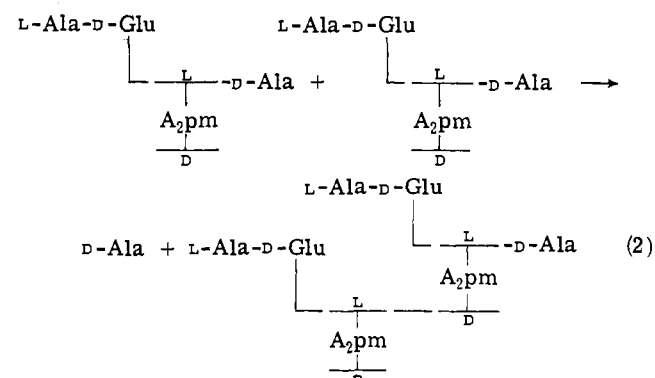 L-Ala-D-Glu L-Ala-D-Glu
L -D-Ala + L -D-Ala →
A₂pm A₂pm
D D
L-Ala-D-Glu
D-Ala + L-Ala-D-Glu L -D-Ala (2)
A₂pm
L D
A₂pm
D